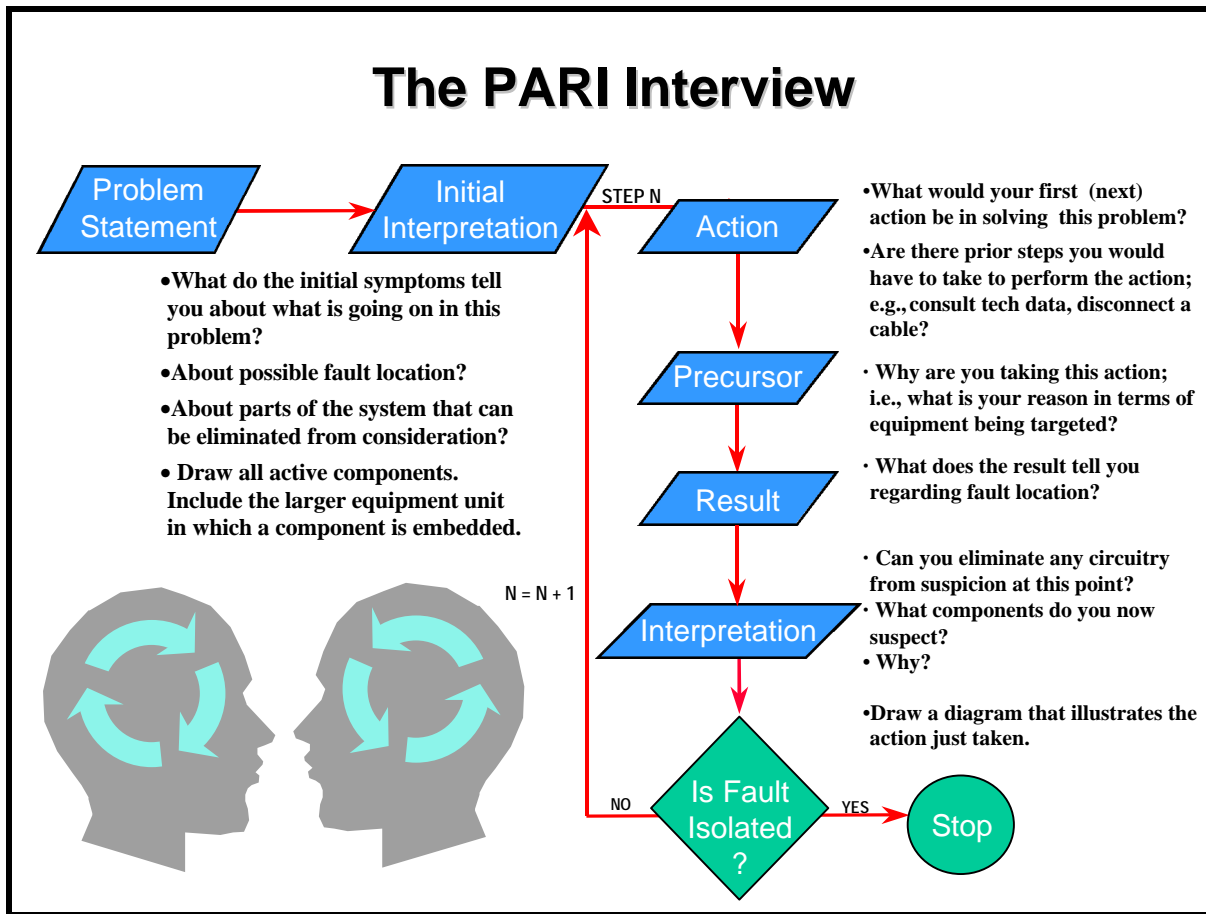 The PARI Interview
Problem
Statement
Initial
Interpretation
STEP N
Action
•What would your first (next)
action be in solving this problem?
•Are there prior steps you would
have to take to perform the action;
e.g., consult tech data, disconnect a
cable?
•What do the initial symptoms tell
you about what is going on in this
problem?
•About possible fault location?
•About parts of the system that can
be eliminated from consideration?
• Draw all active components.
Include the larger equipment unit
in which a component is embedded.
Precursor
· Why are you taking this action;
i.e., what is your reason in terms of
equipment being targeted?
Result
· What does the result tell you
regarding fault location?
N = N + 1
Interpretation
· Can you eliminate any circuitry
from suspicion at this point?
· What components do you now
suspect?
• Why?
•Draw a diagram that illustrates the
action just taken.
Is Fault
Isolated
?
NO
YES
Stop